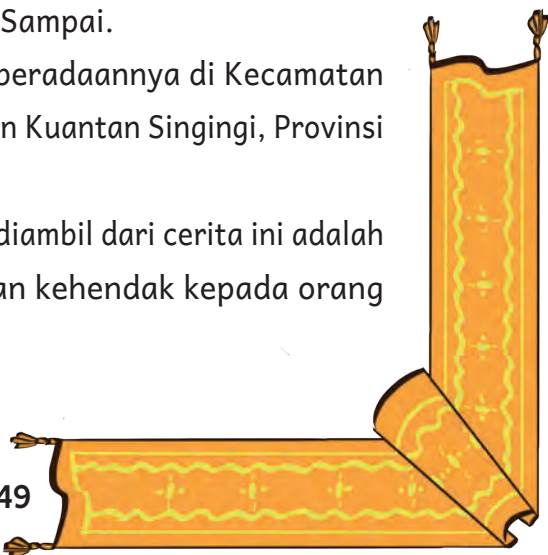 Sampai.
beradaannya di Kecamatan
n Kuantan Singingi, Provinsi
diambil dari cerita ini adalah
an kehendak kepada orang
49